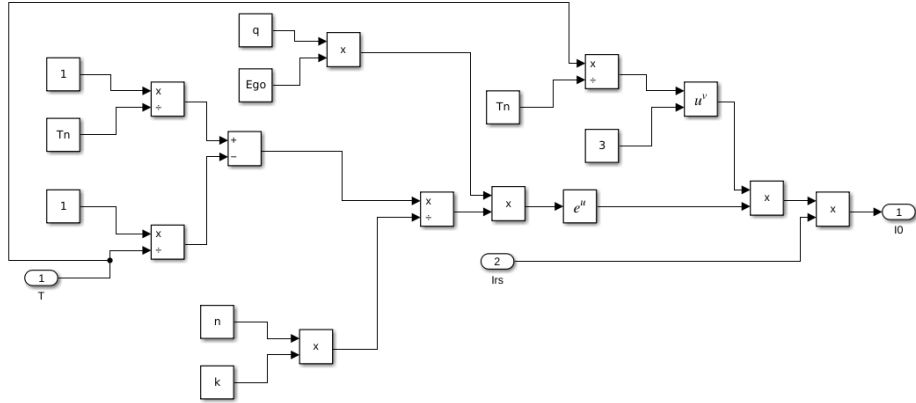 q
x
Ego
1
x
÷
Tn
+
−
1
x
÷
1
T
x
÷
Tn
u^v
3
x
÷
x
e^u
x
x
1
I0
2
Irs
n
x
k